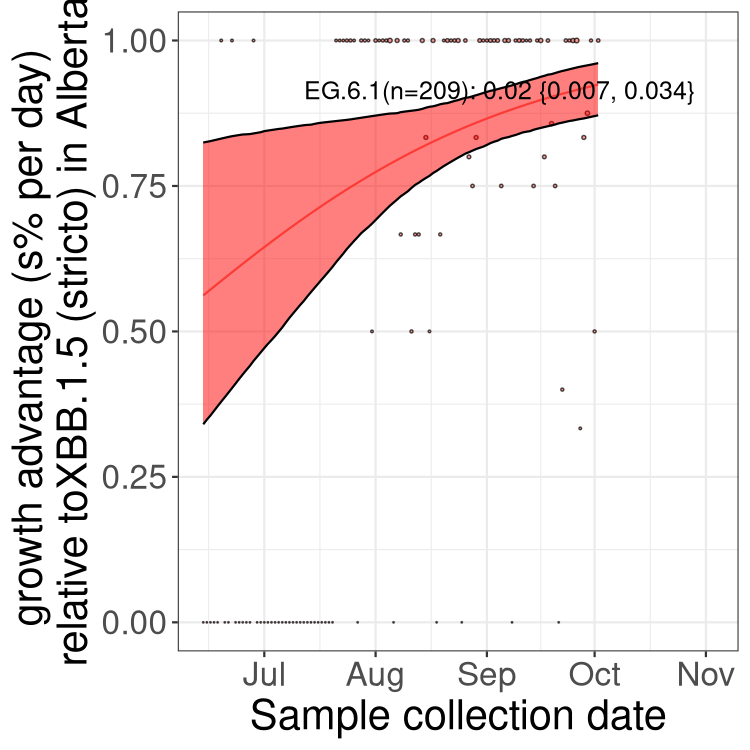 growth advantage (s% per day)
relative toXBB.1.5 (stricto) in Alberta
1.00
0.75
0.50
0.25
0.00
EG.6.1(n=209): 0.02 {0.007, 0.034}
Jul Aug Sep Oct Nov
Sample collection date